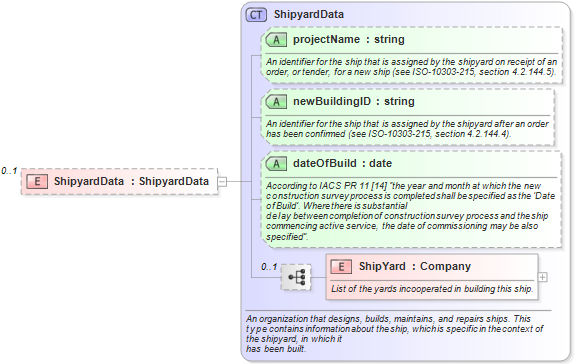 CT ShipyardData
A projectName : string
An identifier for the ship that is assigned by the shipyard on receipt of an
order, or tender, for a new ship (see ISO-10303-215, section 4.2.144.5).
A newBuildingID : string
An identifier for the ship that is assigned by the shipyard after an order
has been confirmed (see ISO-10303-215, section 4.2.144.4).
A dateOfBuild : date
According to IACS PR 11 [14] "the year and month at which the new
construction survey process is completed shall be specified as the 'Date
of Build'. Where there is substantial
delay between completion of construction survey process and the ship
commencing active service, the date of commissioning may be also
specified".
0..1
E ShipyardData : ShipyardData
0..1
E ShipYard : Company
List of the yards incooperated in building this ship.
An organization that designs, builds, maintains, and repairs ships. This
type contains information about the ship, which is specific in the context of
the shipyard, in which it
has been built.